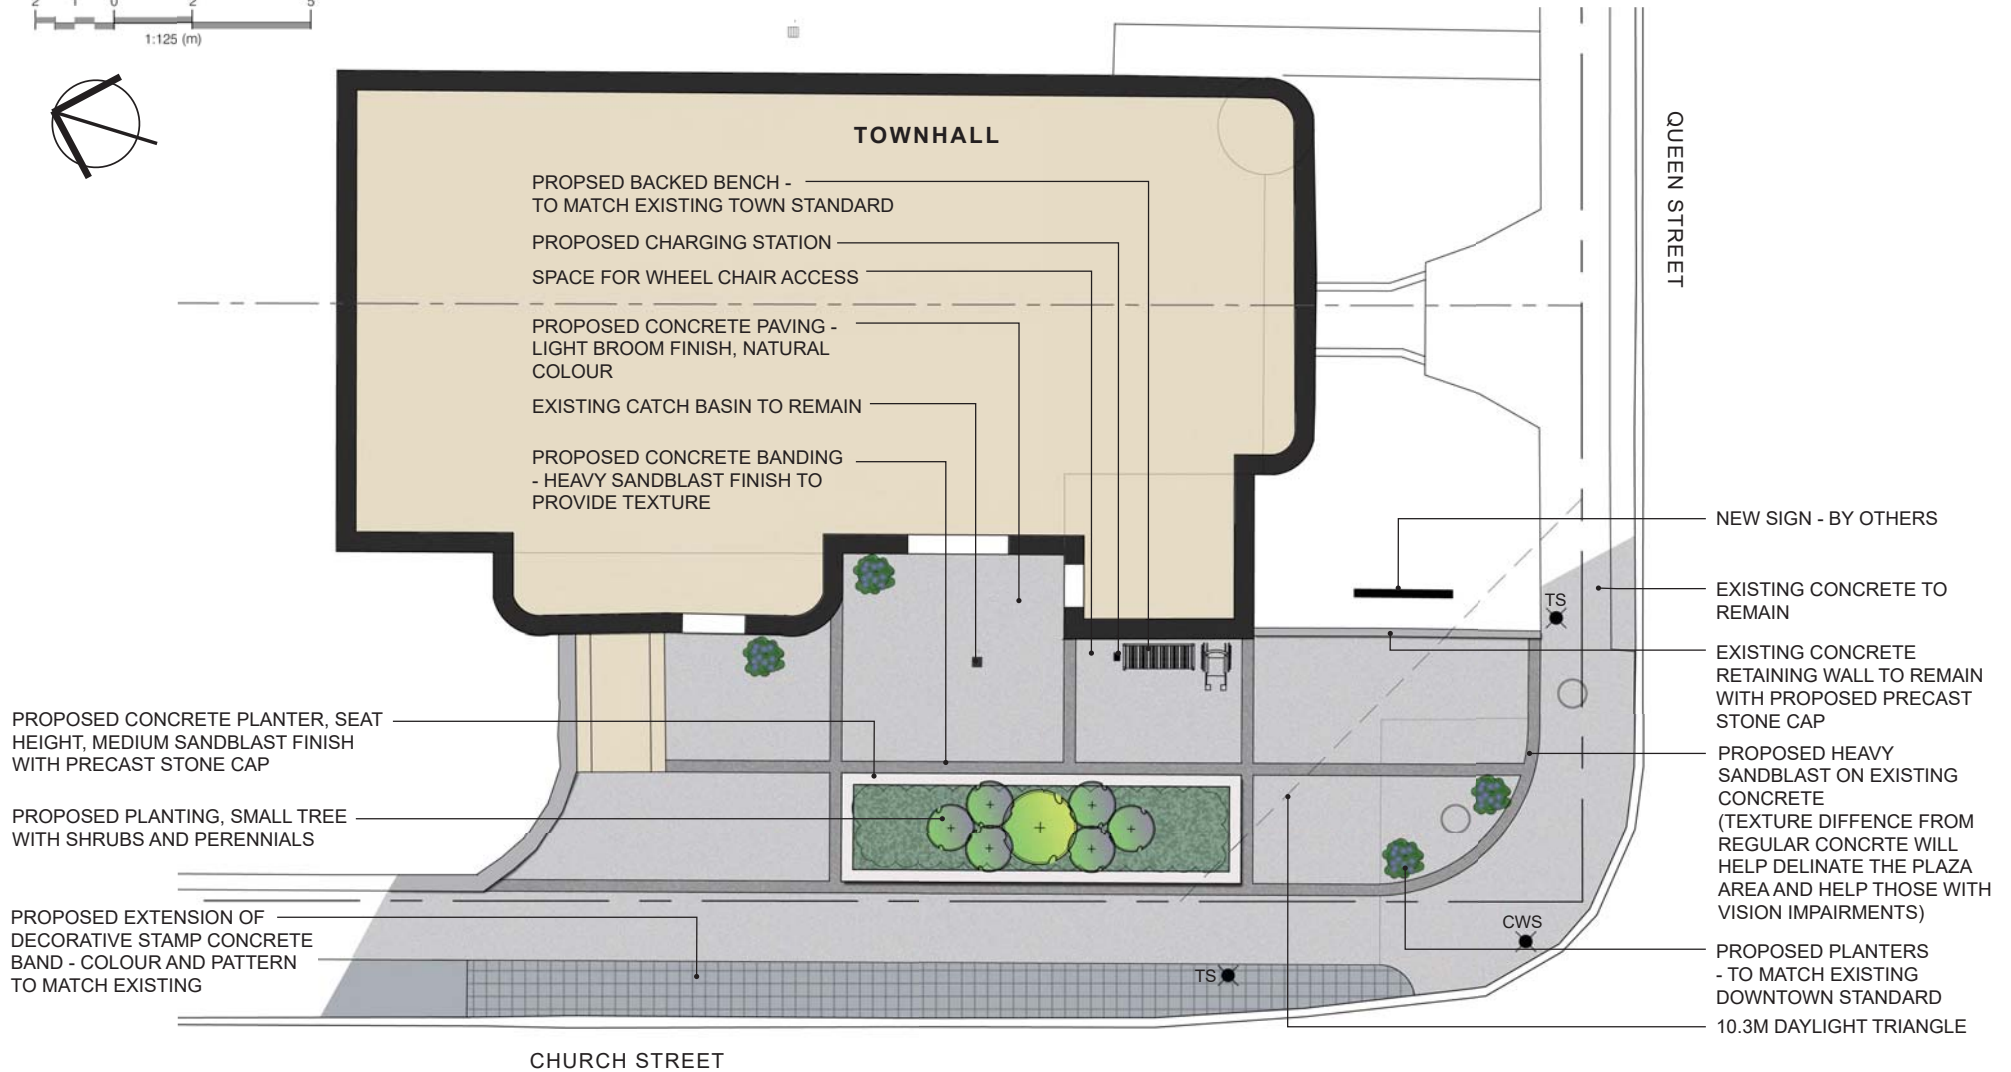 2 1 0 2 5
1:125 (m)
TOWNHALL
PROPSED BACKED BENCH -
TO MATCH EXISTING TOWN STANDARD
PROPOSED CHARGING STATION
SPACE FOR WHEEL CHAIR ACCESS
PROPOSED CONCRETE PAVING -
LIGHT BROOM FINISH, NATURAL
COLOUR
EXISTING CATCH BASIN TO REMAIN
PROPOSED CONCRETE BANDING
- HEAVY SANDBLAST FINISH TO
PROVIDE TEXTURE
QUEEN STREET
NEW SIGN - BY OTHERS
EXISTING CONCRETE TO
REMAIN
TS
EXISTING CONCRETE
RETAINING WALL TO REMAIN
WITH PROPOSED PRECAST
STONE CAP
PROPOSED HEAVY
SANDBLAST ON EXISTING
CONCRETE
(TEXTURE DIFFENCE FROM
REGULAR CONCRTE WILL
HELP DELINATE THE PLAZA
AREA AND HELP THOSE WITH
VISION IMPAIRMENTS)
PROPOSED PLANTERS
- TO MATCH EXISTING
DOWNTOWN STANDARD
10.3M DAYLIGHT TRIANGLE
PROPOSED CONCRETE PLANTER, SEAT
HEIGHT, MEDIUM SANDBLAST FINISH
WITH PRECAST STONE CAP
PROPOSED PLANTING, SMALL TREE
WITH SHRUBS AND PERENNIALS
PROPOSED EXTENSION OF
DECORATIVE STAMP CONCRETE
BAND - COLOUR AND PATTERN
TO MATCH EXISTING
CWS
TS
CHURCH STREET